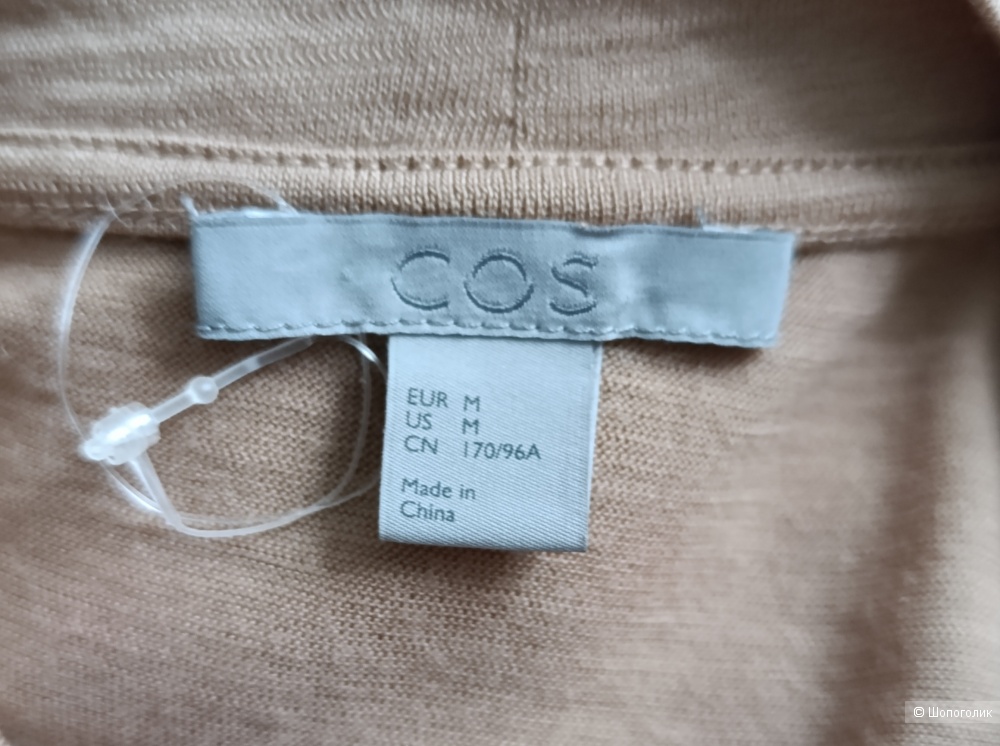 COS
EUR M
US M
CN 170/96A
Made in
China
© Шопоголик